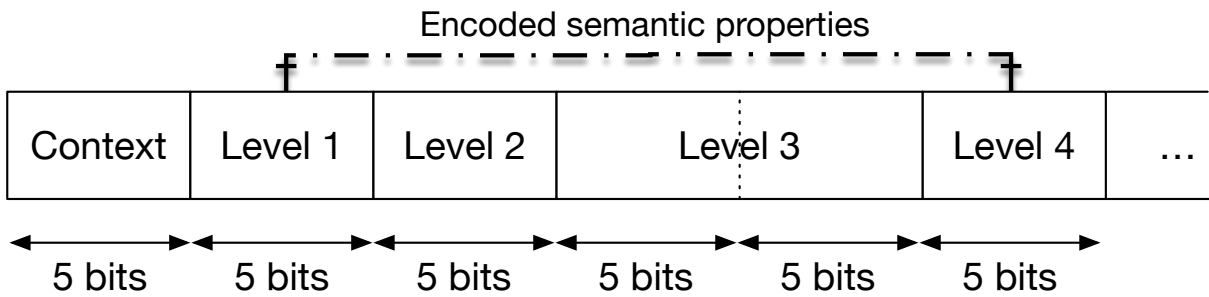 Encoded semantic properties
Context Level 1 Level 2 Level 3 Level 4 ...
5 bits 5 bits 5 bits 5 bits 5 bits 5 bits